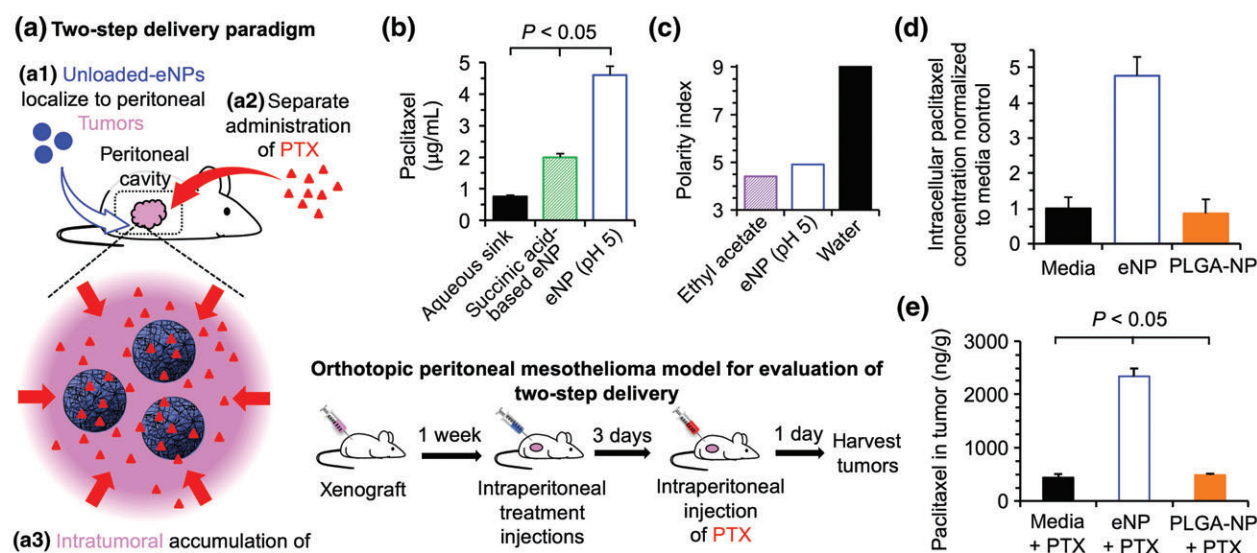 (a) Two-step delivery paradigm
(a1) Unloaded-eNPs
localize to peritoneal
Tumors
(a2) Separate
administration
of PTX
Peritoneal
cavity
(a3) Intratumoral accumulation of
(b)
P < 0.05
Paclitaxel
(µg/mL)
5
4
3
2
1
0
Aqueous sink
Succinic acid-
based eNP
eNP (pH 5)
(c)
Polarity index
9
7
5
3
Ethyl acetate
eNP (pH 5)
Water
(d)
Intracellular paclitaxel
concentration normalized
to media control
5
4
3
2
1
0
Media
eNP
PLGA-NP
Orthotopic peritoneal mesothelioma model for evaluation of
two-step delivery
Xenograft
1 week
Intraperitoneal
treatment
injections
3 days
Intraperitoneal
injection
of PTX
1 day
Harvest
tumors
(e)
P < 0.05
Paclitaxel in tumor (ng/g)
3000
2500
2000
1500
1000
500
0
Media
+ PTX
eNP
+ PTX
PLGA-NP
+ PTX